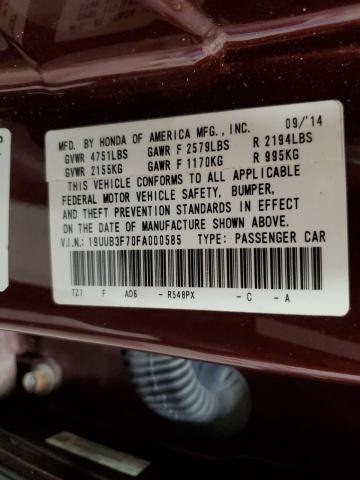 MFD. BY HONDA OF AMERICA MFG., INC. 09/'14
GVWR 4751LBS GAWR F 2579LBS R 2194LBS
GVWR 2155KG GAWR F 1170KG R 995KG
THIS VEHICLE CONFORMS TO ALL APPLICABLE
FEDERAL MOTOR VEHICLE SAFETY, BUMPER,
AND THEFT PREVENTION STANDARDS IN EFFECT
ON THE DATE OF MANUFACTURE SHOWN ABOVE.
V.I.N.: 19UUB3F70FA000585 TYPE: PASSENGER CAR
TZ7 F AD6 - R548PX - C - A